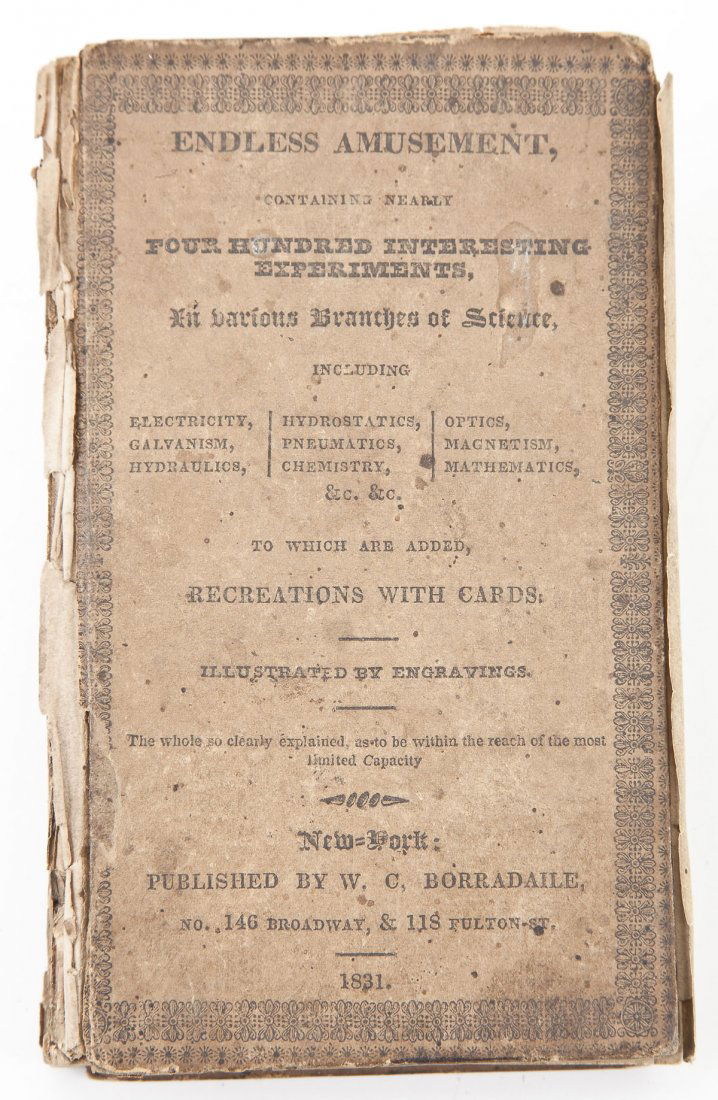 ENDLESS AMUSEMENT,
CONTAINING NEARLY
FOUR HUNDRED INTERESTING
EXPERIMENTS,
In various Branches of Science,
INCLUDING
ELECTRICITY, HYDROSTATICS, OPTICS,
GALVANISM, PNEUMATICS, MAGNETISM,
HYDRAULICS, CHEMISTRY, MATHEMATICS,
&C. &C.
TO WHICH ARE ADDED,
RECREATIONS WITH CARDS.
ILLUSTRATED BY ENGRAVINGS.
The whole so clearly explained, as to be within the reach of the most
limited Capacity
New=York:
PUBLISHED BY W. C. BORRADAILE,
NO. 146 BROADWAY, & 118 FULTON-ST.
1831.